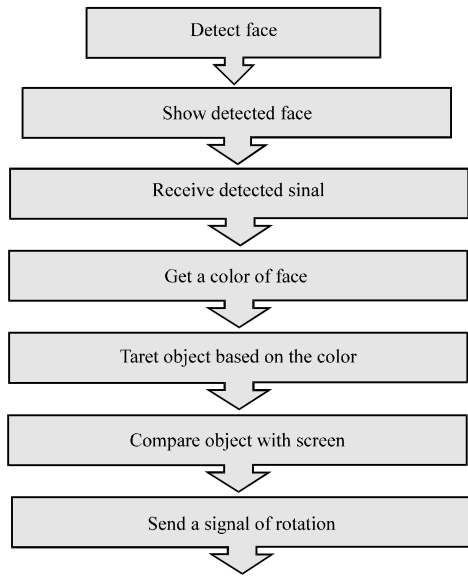 Detect face
Show detected face
Receive detected sinal
Get a color of face
Taret object based on the color
Compare object with screen
Send a signal of rotation